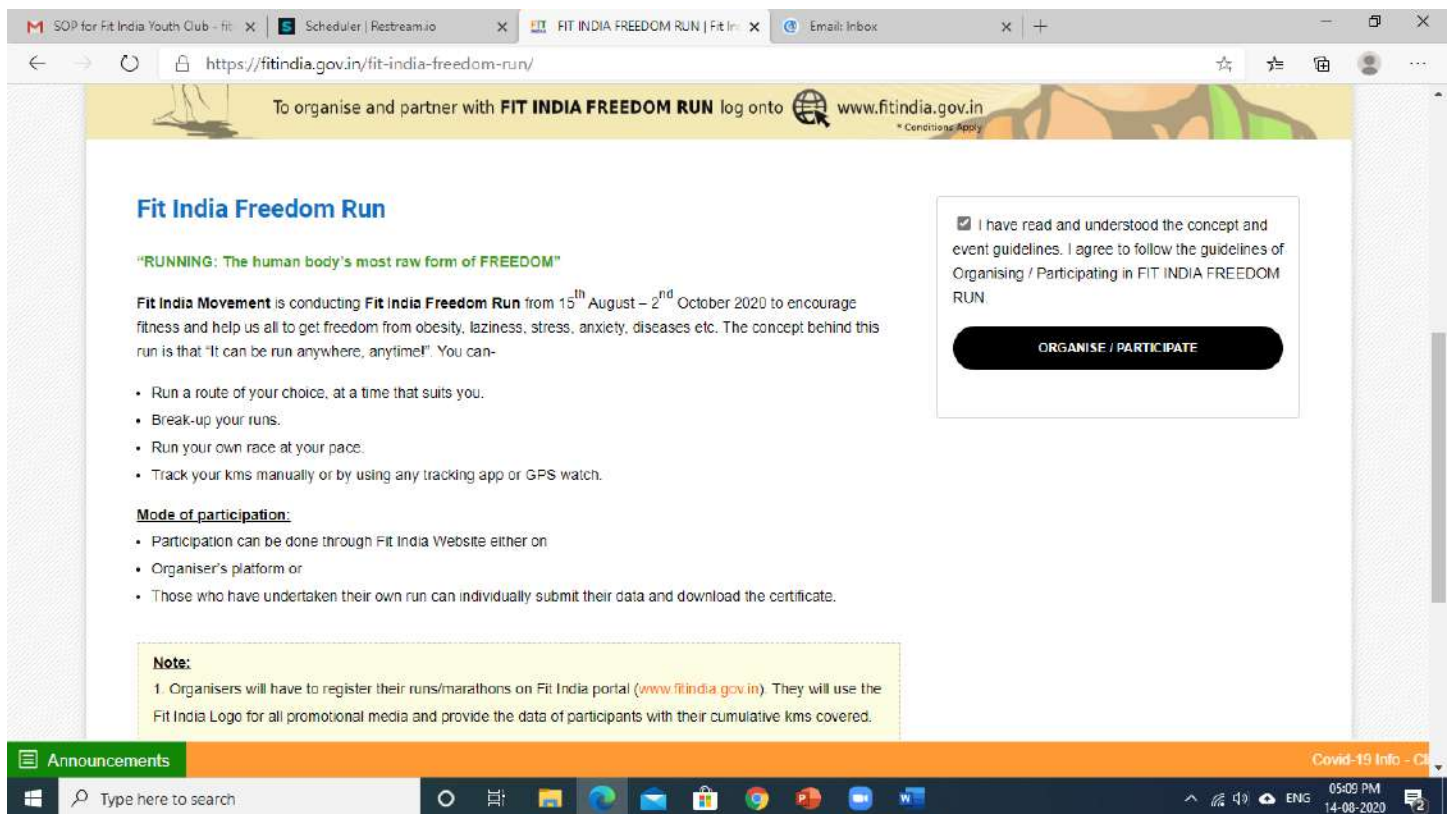 SOP for Fit India Youth Club - fit
Scheduler | Restream.io
FIT INDIA FREEDOM RUN | Fit In
Email: Inbox
https://fitindia.gov.in/fit-india-freedom-run/
To organise and partner with FIT INDIA FREEDOM RUN log onto www.fitindia.gov.in
* Conditions Apply
Fit India Freedom Run
“RUNNING: The human body’s most raw form of FREEDOM”
Fit India Movement is conducting Fit India Freedom Run from 15th August – 2nd October 2020 to encourage
fitness and help us all to get freedom from obesity, laziness, stress, anxiety, diseases etc. The concept behind this
run is that “It can be run anywhere, anytime!”. You can-
• Run a route of your choice, at a time that suits you.
• Break-up your runs.
• Run your own race at your pace.
• Track your kms manually or by using any tracking app or GPS watch.
Mode of participation:
• Participation can be done through Fit India Website either on
• Organiser’s platform or
• Those who have undertaken their own run can individually submit their data and download the certificate.
Note:
1. Organisers will have to register their runs/marathons on Fit India portal (www.fitindia.gov.in). They will use the
Fit India Logo for all promotional media and provide the data of participants with their cumulative kms covered.
I have read and understood the concept and
event guidelines. I agree to follow the guidelines of
Organising / Participating in FIT INDIA FREEDOM
RUN.
ORGANISE / PARTICIPATE
Announcements
Covid-19 Info - Cl
Type here to search
ENG
05:09 PM
14-08-2020